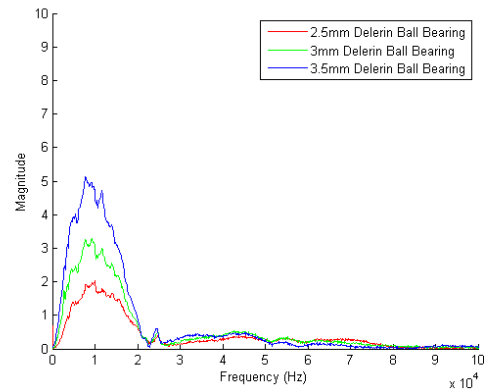 10
9
8
7
6
5
4
3
2
1
0
Magnitude
2.5mm Delerin Ball Bearing
3mm Delerin Ball Bearing
3.5mm Delerin Ball Bearing
0 1 2 3 4 5 6 7 8 9 10
x 10^4
Frequency (Hz)